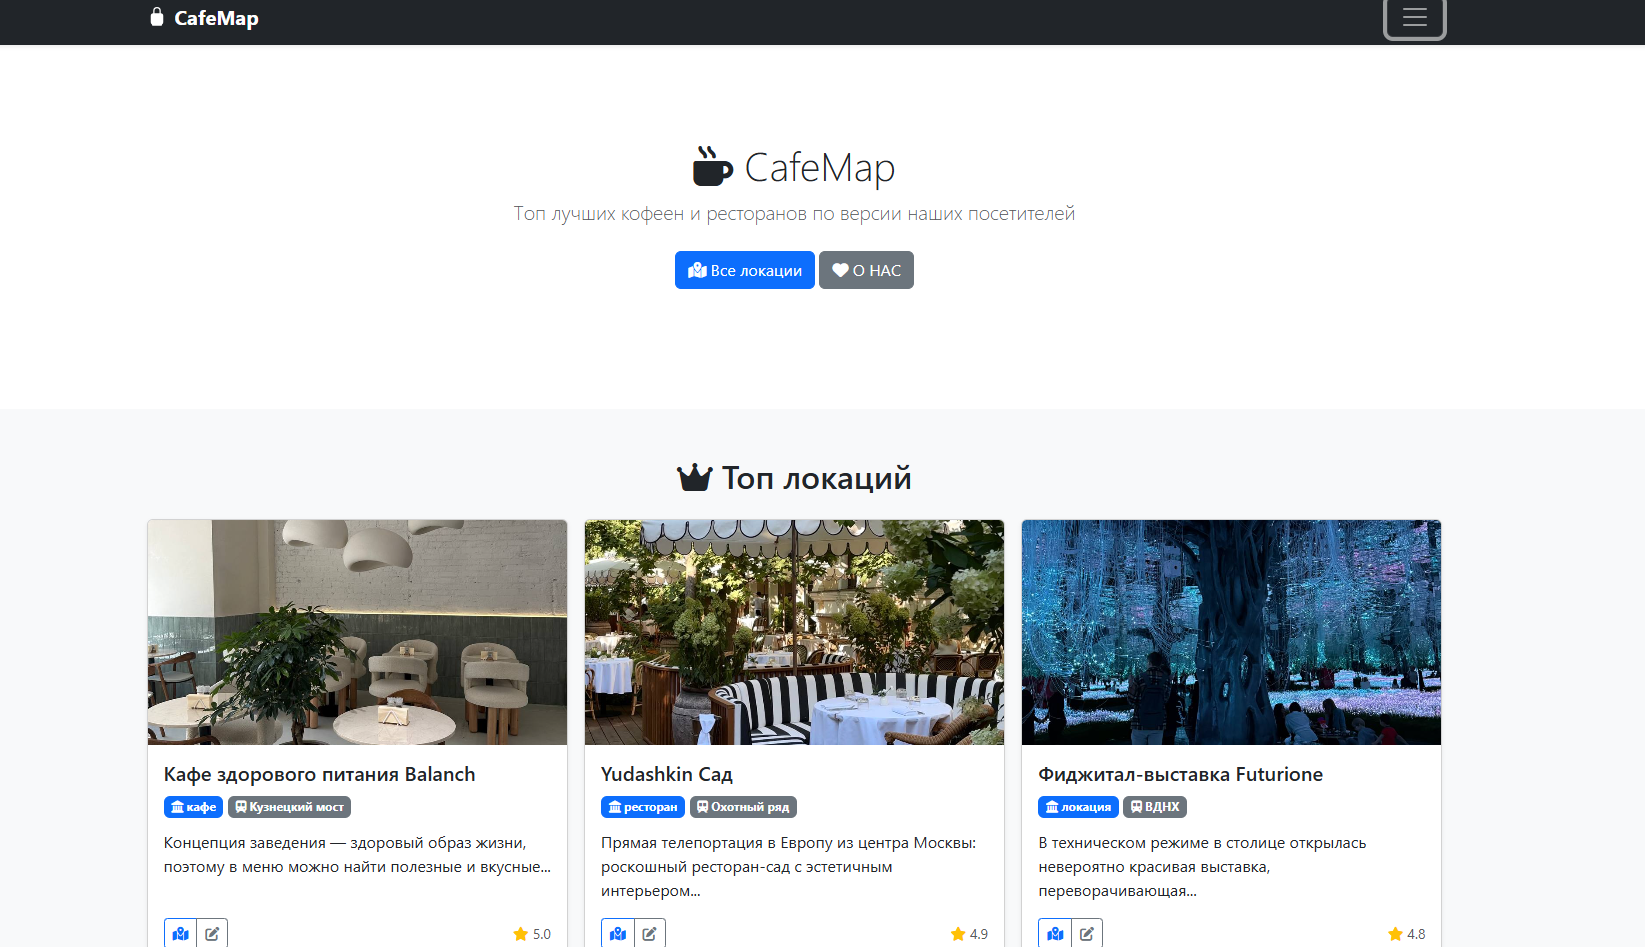 CafeMap
CafeMap
Топ лучших кофеен и ресторанов по версии наших посетителей
Все локации О НАС
Топ локаций
Кафе здорового питания Balanch
кафе Кузнецкий мост
Концепция заведения — здоровый образ жизни,
поэтому в меню можно найти полезные и вкусные...
5.0
Yudashkin Сад
ресторан Охотный ряд
Прямая телепортация в Европу из центра Москвы:
роскошный ресторан-сад с эстетичным
интерьером...
4.9
Фиджитал-выставка Futurione
локация ВДНХ
В техническом режиме в столице открылась
невероятно красивая выставка,
переворачивающая...
4.8